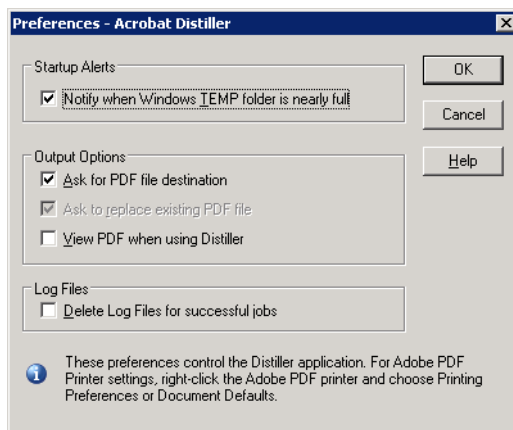 Preferences - Acrobat Distiller
Startup Alerts
Notify when Windows TEMP folder is nearly full
OK
Cancel
Output Options
Ask for PDF file destination
Ask to replace existing PDF file
View PDF when using Distiller
Help
Log Files
Delete Log Files for successful jobs
These preferences control the Distiller application. For Adobe PDF
Printer settings, right-click the Adobe PDF printer and choose Printing
Preferences or Document Defaults.